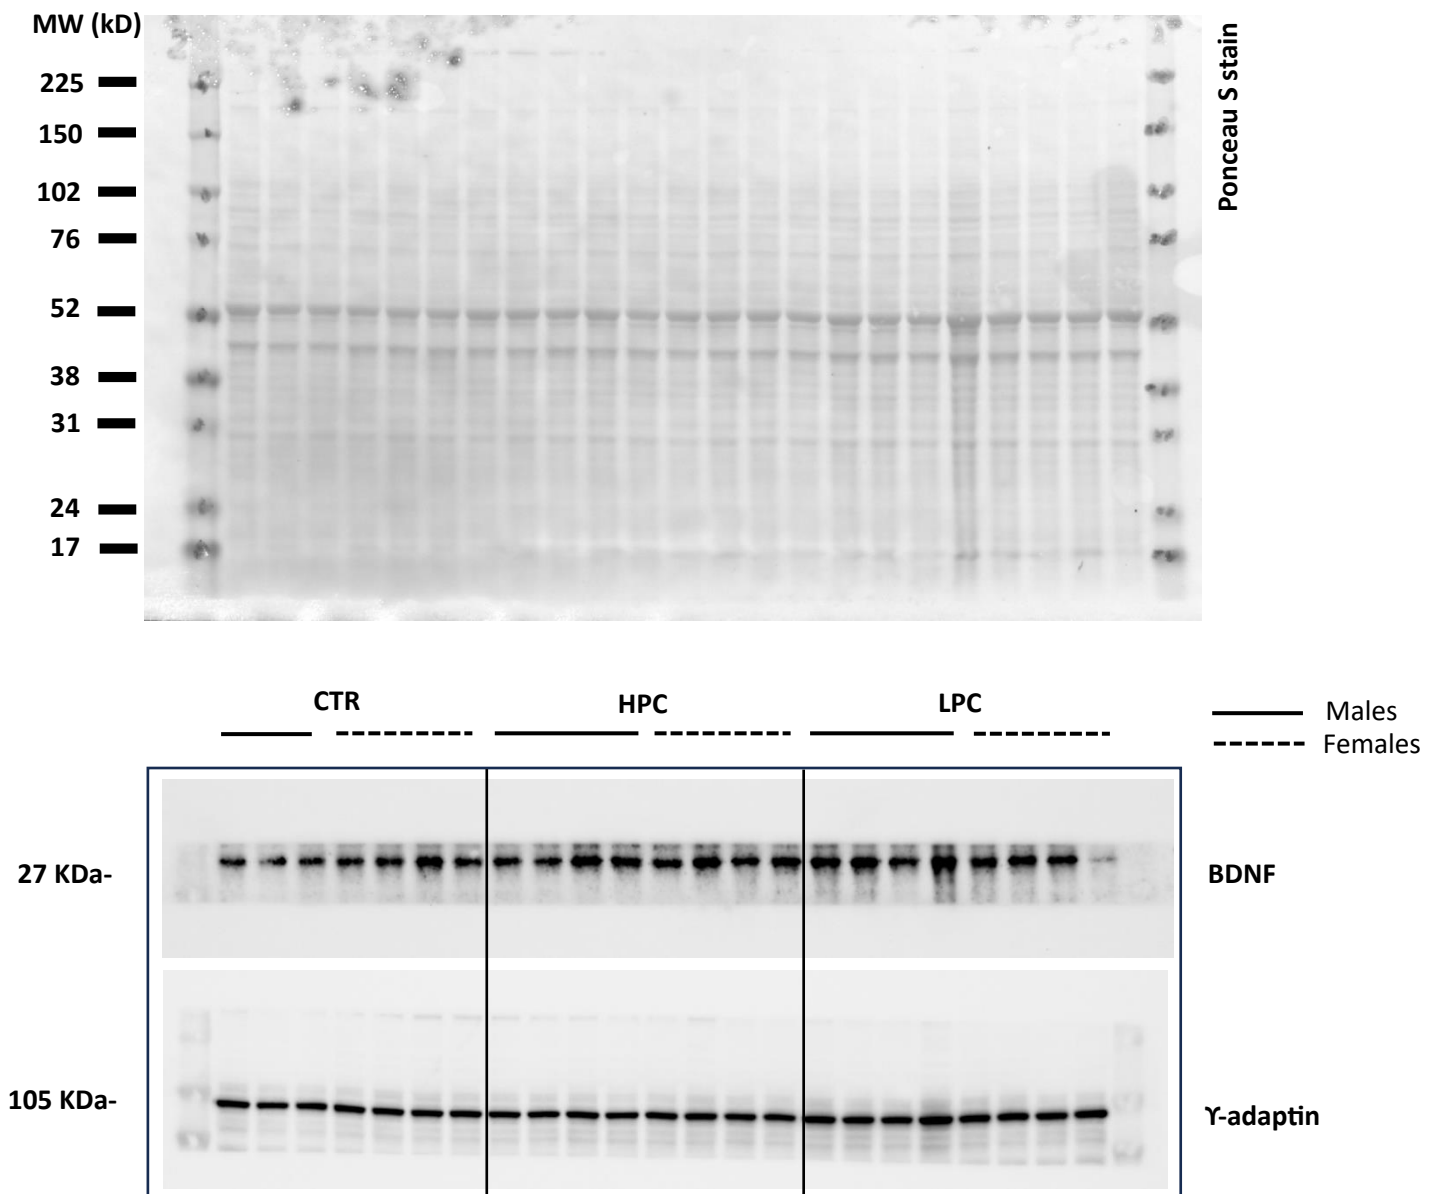 MW (kD)
225
150
102
76
52
38
31
24
17
Ponceau S stain
CTR
HPC
LPC
Males
Females
27 KDa-
BDNF
105 KDa-
ϒ-adaptin